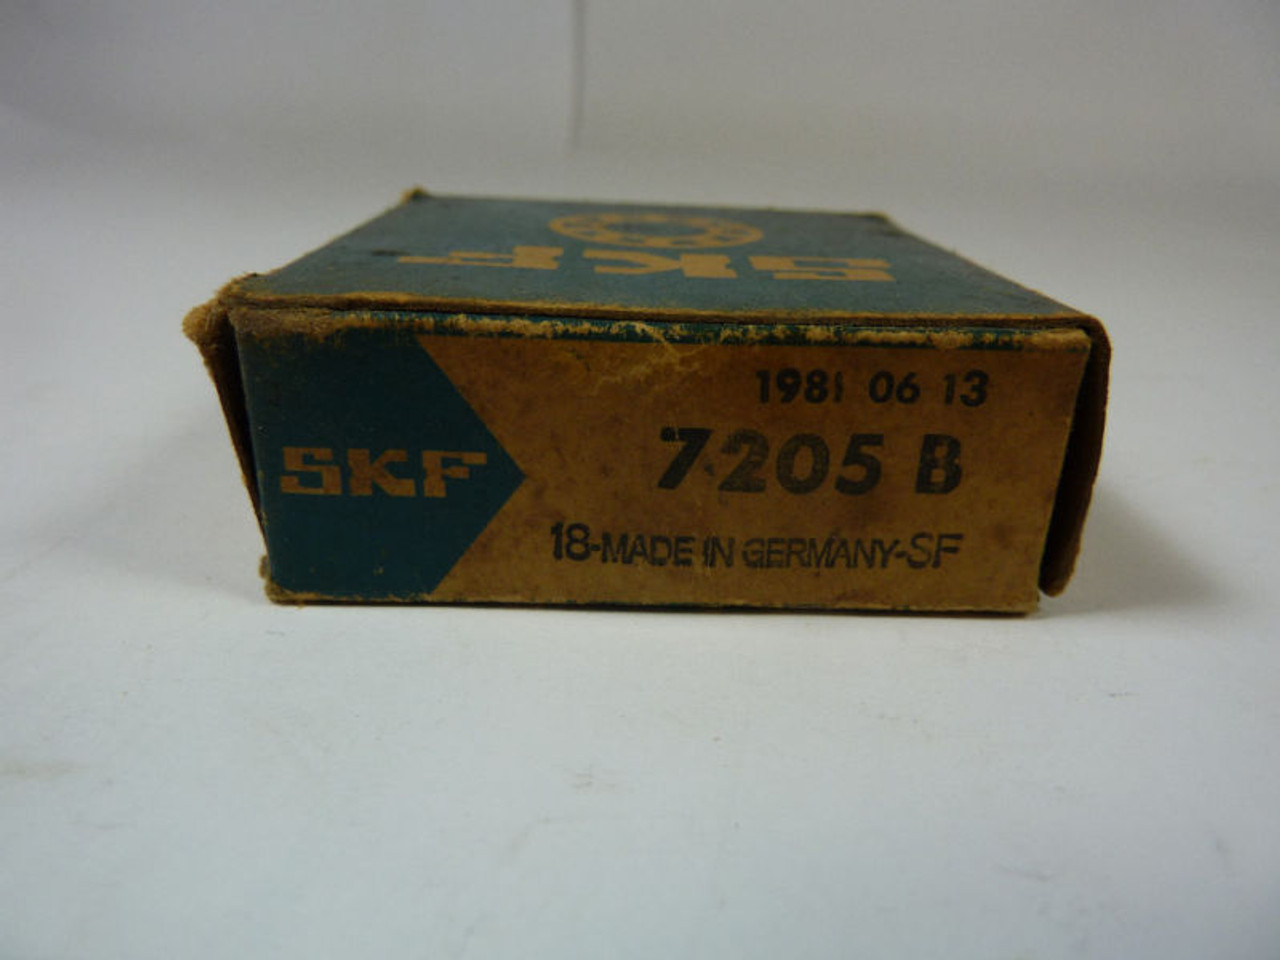 SKF
SKF
1981 06 13
7205 B
18-MADE IN GERMANY-SF